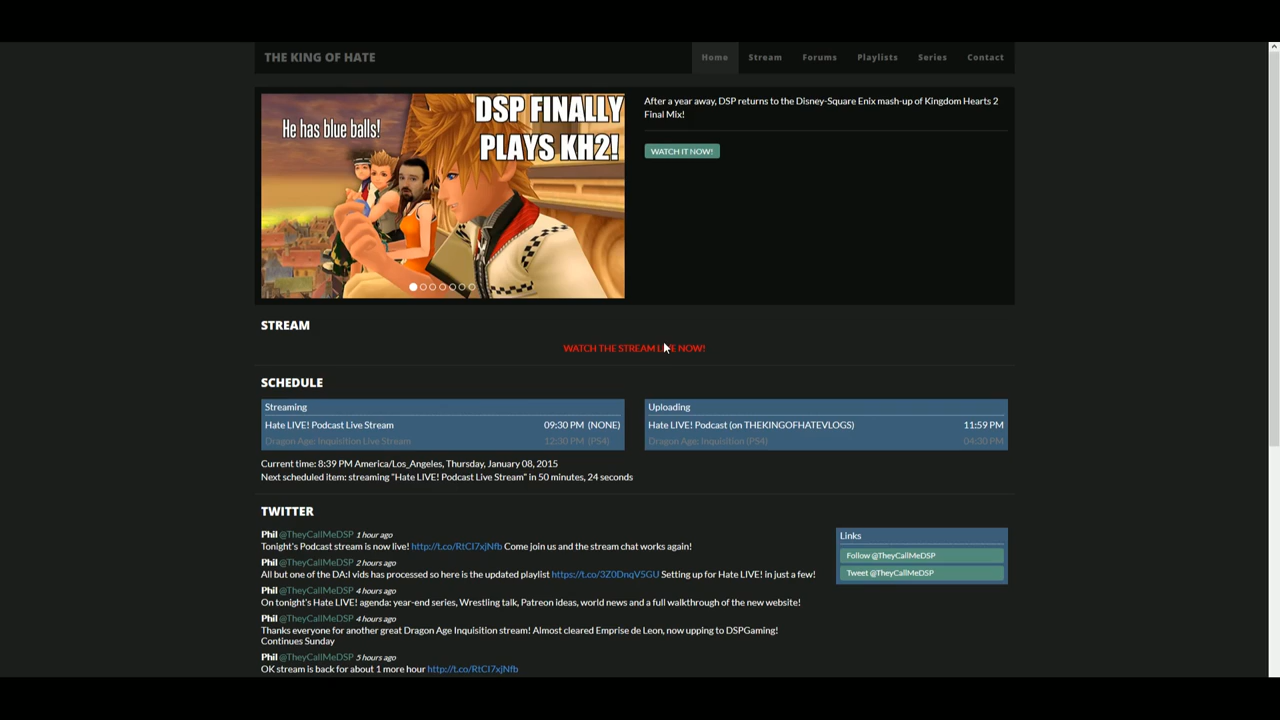 THE KING OF HATE
Home Stream Forums Playlists Series Contact
He has blue balls!
DSP FINALLY
PLAYS KH2!
After a year away, DSP returns to the Disney-Square Enix mash-up of Kingdom Hearts 2
Final Mix!
WATCH IT NOW!
STREAM
WATCH THE STREAM LIVE NOW!
SCHEDULE
Streaming
Hate LIVE! Podcast Live Stream 09:30 PM (NONE)
Dragon Age: Inquisition Live Stream 12:30 PM (PS4)
Uploading
Hate LIVE! Podcast (on THEKINGOFHATEVLOGS) 11:59 PM
Dragon Age: Inquisition (PS4) 04:30 PM
Current time: 8:39 PM America/Los_Angeles, Thursday, January 08, 2015
Next scheduled item: streaming "Hate LIVE! Podcast Live Stream" in 50 minutes, 24 seconds
TWITTER
Phil @TheyCallMeDSP 1 hour ago
Tonight's Podcast stream is now live! http://t.co/RtCI7xjNfb Come join us and the stream chat works again!
Phil @TheyCallMeDSP 2 hours ago
All but one of the DA:I vids has processed so here is the updated playlist https://t.co/3Z0DnqV5GU Setting up for Hate LIVE! in just a few!
Phil @TheyCallMeDSP 4 hours ago
On tonight's Hate LIVE! agenda: year-end series, Wrestling talk, Patreon ideas, world news and a full walkthrough of the new website!
Phil @TheyCallMeDSP 4 hours ago
Thanks everyone for another great Dragon Age Inquisition stream! Almost cleared Emprise de Leon, now upping to DSPGaming!
Continues Sunday
Phil @TheyCallMeDSP 5 hours ago
OK stream is back for about 1 more hour http://t.co/RtCI7xjNfb
Links
Follow @TheyCallMeDSP
Tweet @TheyCallMeDSP